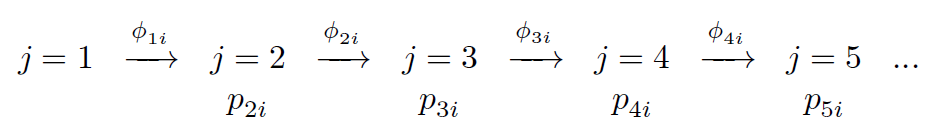 ϕ₁ᵢ ϕ₂ᵢ ϕ₃ᵢ ϕ₄ᵢ
j = 1 ⟶ j = 2 ⟶ j = 3 ⟶ j = 4 ⟶ j = 5 ...
p₂ᵢ p₃ᵢ p₄ᵢ p₅ᵢ